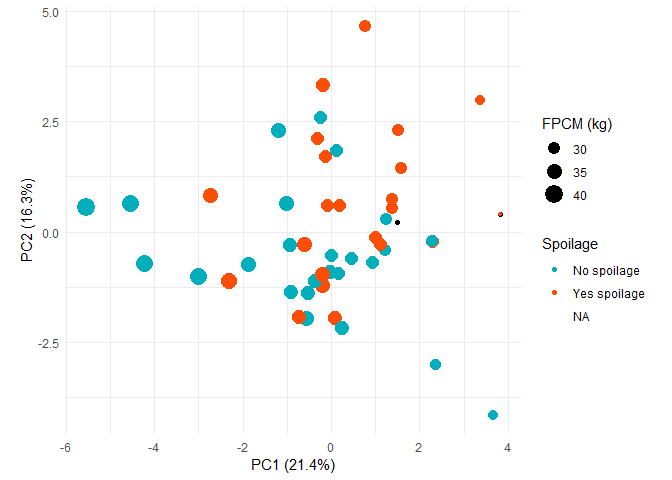 5.0
2.5
0.0
-2.5
PC2 (16.3%)
-6
-4
-2
0
2
4
PC1 (21.4%)
FPCM (kg)
30
35
40
Spoilage
No spoilage
Yes spoilage
NA